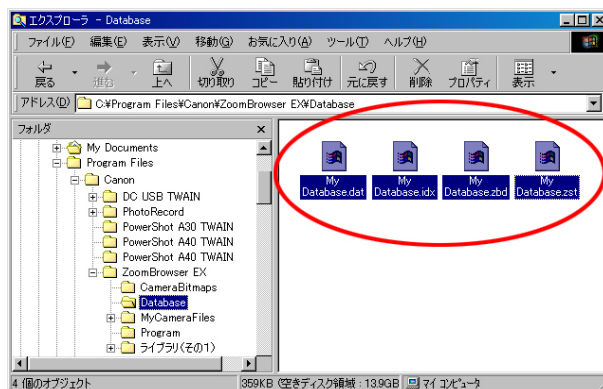 エクスプローラ - Database
ファイル(F) 編集(E) 表示(V) 移動(G) お気に入り(A) ツール(T) ヘルプ(H)
戻る 進む 上へ 切り取り コピー 貼り付け 元に戻す 削除 プロパティ 表示
アドレス(D) C:¥Program Files¥Canon¥ZoomBrowser EX¥Database
フォルダ
My Documents
Program Files
Canon
DC USB TWAIN
PhotoRecord
PowerShot A30 TWAIN
PowerShot A40 TWAIN
PowerShot A40 TWAIN
ZoomBrowser EX
CameraBitmaps
Database
MyCameraFiles
Program
ライブラリ(その1)
My Database.dat
My Database.idx
My Database.zbd
My Database.zst
4 個のオブジェクト 359KB (空きディスク領域 : 13.9GB マイ コンピュータ